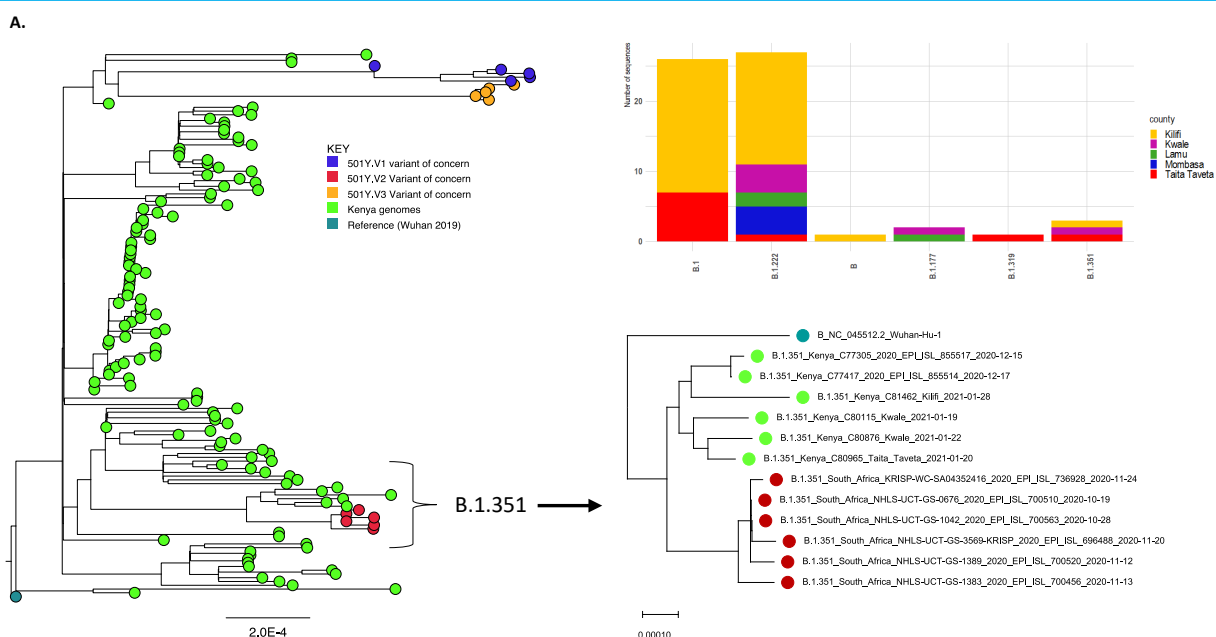 A.
KEY
501Y.V1 variant of concern
501Y.V2 Variant of concern
501Y.V3 Variant of concern
Kenya genomes
Reference (Wuhan 2019)
B.1.351
2.0E-4
Number of sequences
20
10
0
B.1
B.1.222
B
B.1.177
B.1.319
B.1.351
county
Kilifi
Kwale
Lamu
Mombasa
Taita Taveta
B_NC_045512.2_Wuhan-Hu-1
B.1.351_Kenya_C77305_2020_EPI_ISL_855517_2020-12-15
B.1.351_Kenya_C77417_2020_EPI_ISL_855514_2020-12-17
B.1.351_Kenya_C81462_Kilifi_2021-01-28
B.1.351_Kenya_C80115_Kwale_2021-01-19
B.1.351_Kenya_C80876_Kwale_2021-01-22
B.1.351_Kenya_C80965_Taita_Taveta_2021-01-20
B.1.351_South_Africa_KRISP-WC-SA04352416_2020_EPI_ISL_736928_2020-11-24
B.1.351_South_Africa_NHLS-UCT-GS-0676_2020_EPI_ISL_700510_2020-10-19
B.1.351_South_Africa_NHLS-UCT-GS-1042_2020_EPI_ISL_700563_2020-10-28
B.1.351_South_Africa_NHLS-UCT-GS-3569-KRISP_2020_EPI_ISL_696488_2020-11-20
B.1.351_South_Africa_NHLS-UCT-GS-1389_2020_EPI_ISL_700520_2020-11-12
B.1.351_South_Africa_NHLS-UCT-GS-1383_2020_EPI_ISL_700456_2020-11-13
0.00010